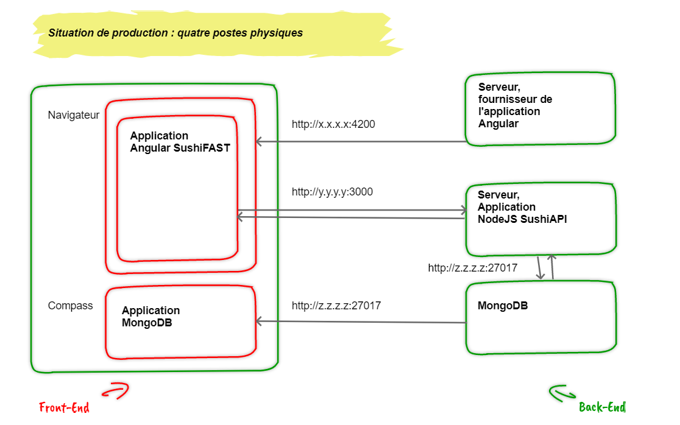 Situation de production : quatre postes physiques
Navigateur
Application
Angular SushiFAST
http://x.x.x.x:4200
Serveur,
fournisseur de
l'application
Angular
http://y.y.y.y:3000
Serveur,
Application
NodeJS SushiAPI
http://z.z.z.z:27017
Compass
Application
MongoDB
http://z.z.z.z:27017
MongoDB
Front-End
Back-End